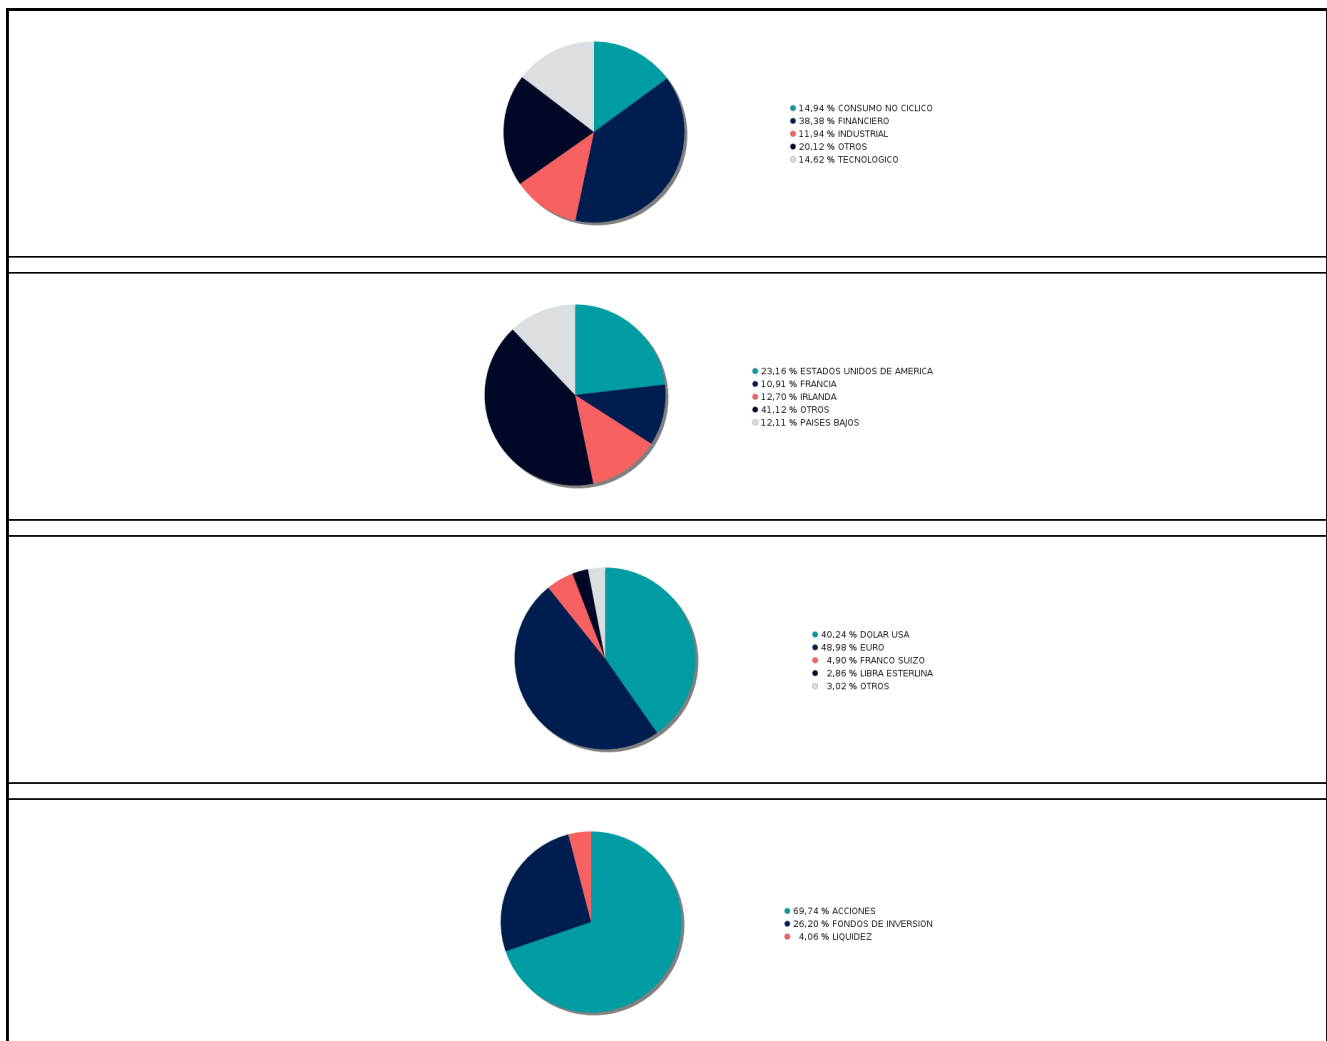 14,94 % CONSUMO NO CICLICO
38,38 % FINANCIERO
11,94 % INDUSTRIAL
20,12 % OTROS
14,62 % TECNOLOGICO
23,16 % ESTADOS UNIDOS DE AMERICA
10,91 % FRANCIA
12,70 % IRLANDA
41,12 % OTROS
12,11 % PAISES BAJOS
40,24 % DOLAR USA
48,98 % EURO
4,90 % FRANCO SUIZO
2,86 % LIBRA ESTERLINA
3,02 % OTROS
69,74 % ACCIONES
26,20 % FONDOS DE INVERSION
4,06 % LIQUIDEZ